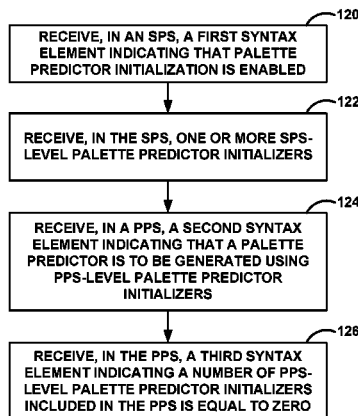 120
RECEIVE, IN AN SPS, A FIRST SYNTAX
ELEMENT INDICATING THAT PALETTE
PREDICTOR INITIALIZATION IS ENABLED
122
RECEIVE, IN THE SPS, ONE OR MORE SPS-
LEVEL PALETTE PREDICTOR INITIALIZERS
124
RECEIVE, IN A PPS, A SECOND SYNTAX
ELEMENT INDICATING THAT A PALETTE
PREDICTOR IS TO BE GENERATED USING
PPS-LEVEL PALETTE PREDICTOR
INITIALIZERS
126
RECEIVE, IN THE PPS, A THIRD SYNTAX
ELEMENT INDICATING A NUMBER OF PPS-
LEVEL PALETTE PREDICTOR INITIALIZERS
INCLUDED IN THE PPS IS EQUAL TO ZERO